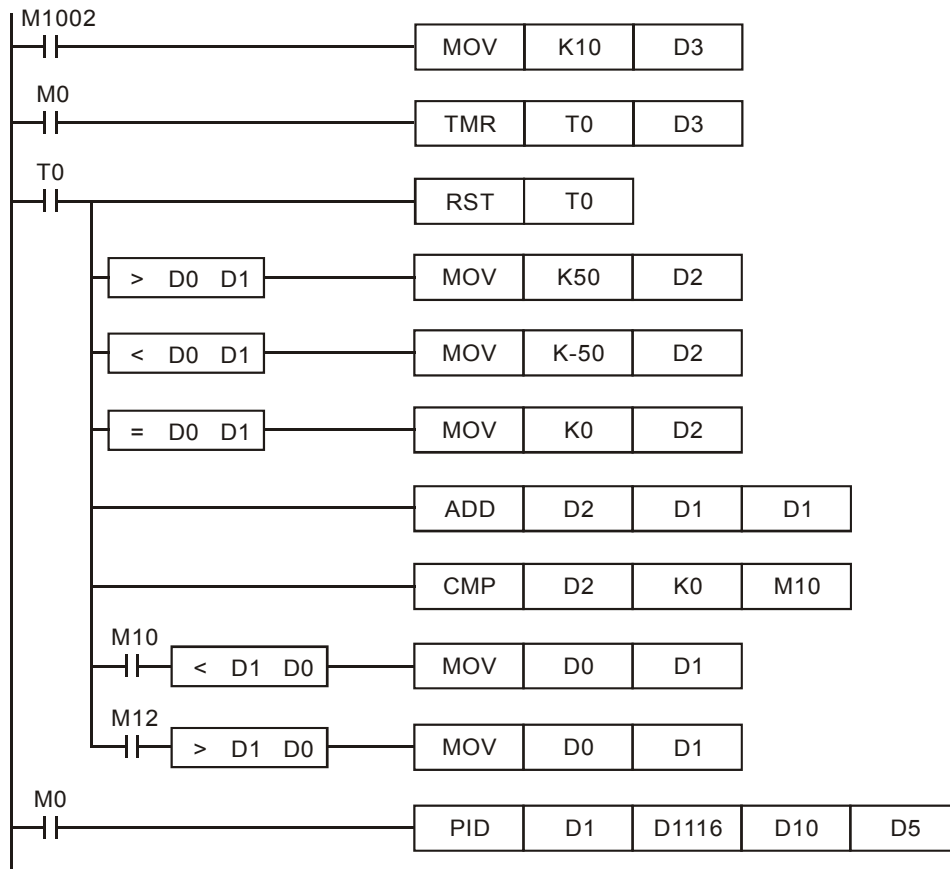 M1002
MOV K10 D3
M0
TMR T0 D3
T0
RST T0
> D0 D1 MOV K50 D2
< D0 D1 MOV K-50 D2
= D0 D1 MOV K0 D2
ADD D2 D1 D1
CMP D2 K0 M10
M10
< D1 D0 MOV D0 D1
M12
> D1 D0 MOV D0 D1
M0
PID D1 D1116 D10 D5